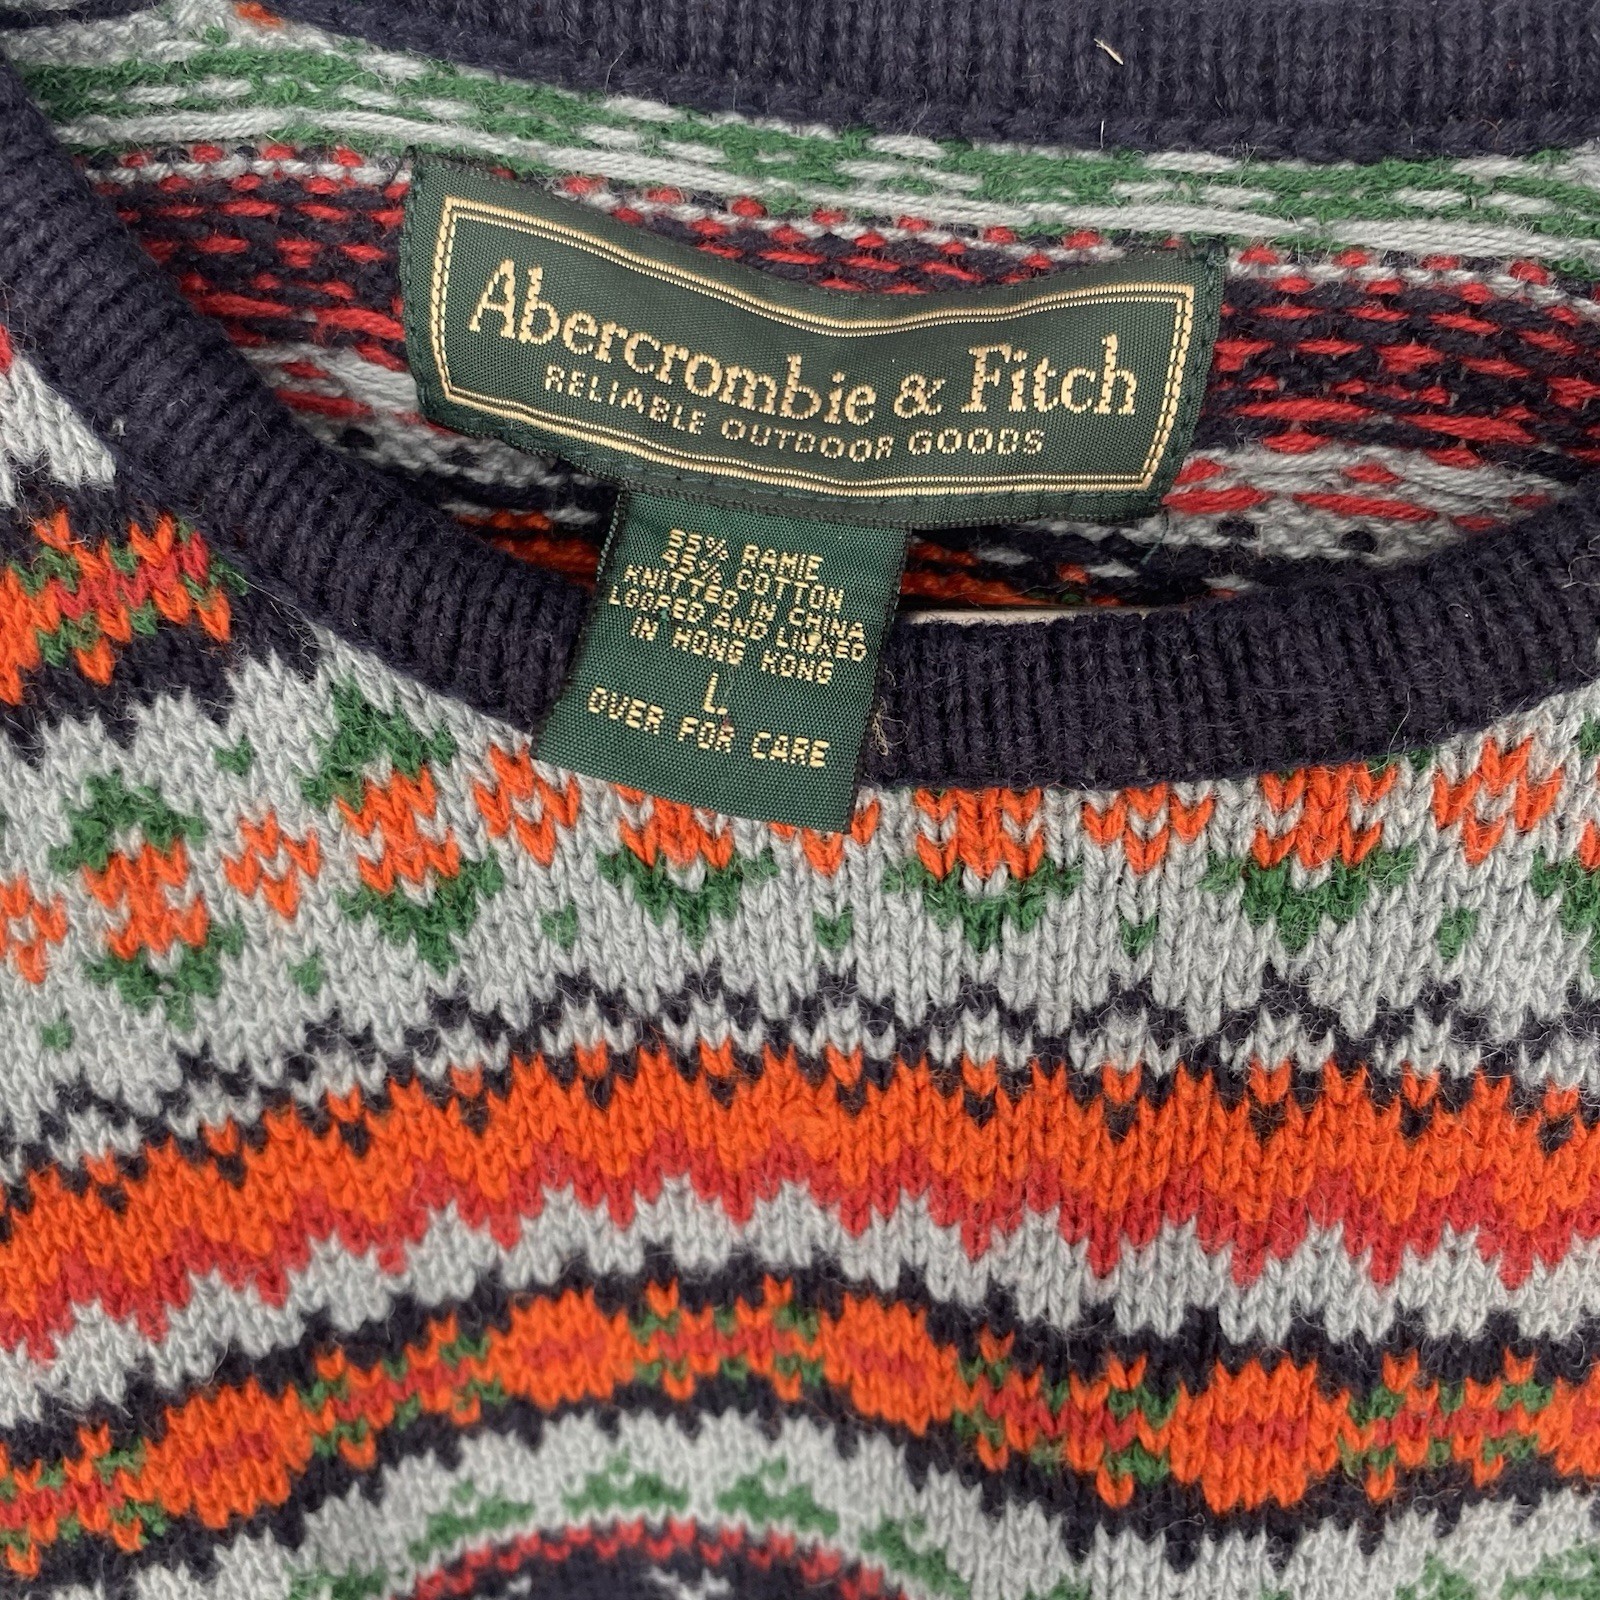 Abercrombie & Fitch
RELIABLE OUTDOOR GOODS
55% RAMIE
45% COTTON
KNITTED IN CHINA
LOOPED AND LINKED
IN HONG KONG
L
OVER FOR CARE